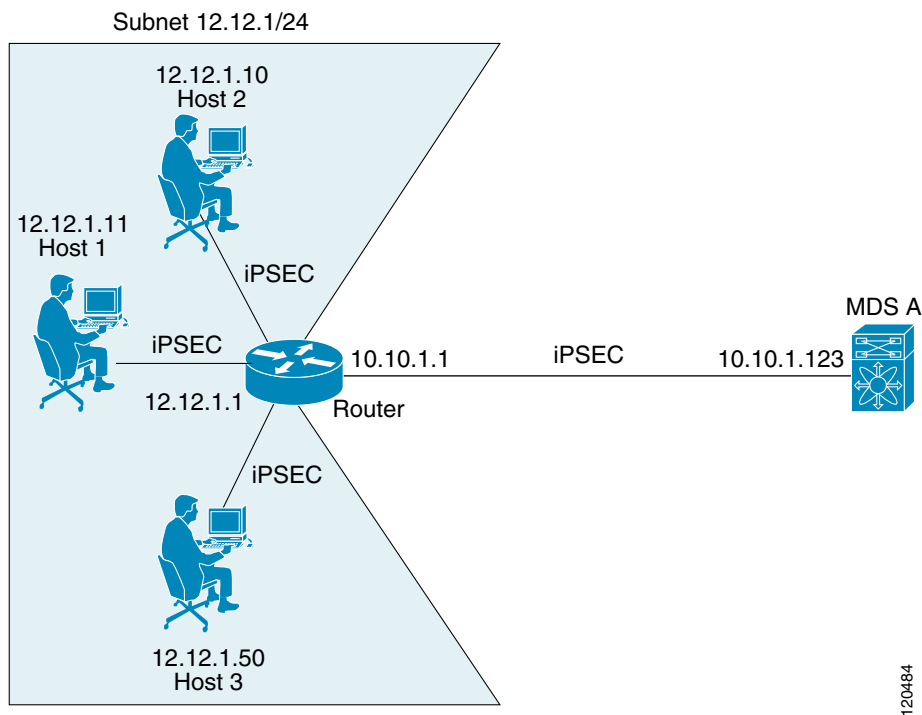 Subnet 12.12.1/24
12.12.1.10
Host 2
12.12.1.11
Host 1
iPSEC
iPSEC
12.12.1.1
10.10.1.1
Router
iPSEC
10.10.1.123
MDS A
iPSEC
12.12.1.50
Host 3
120484